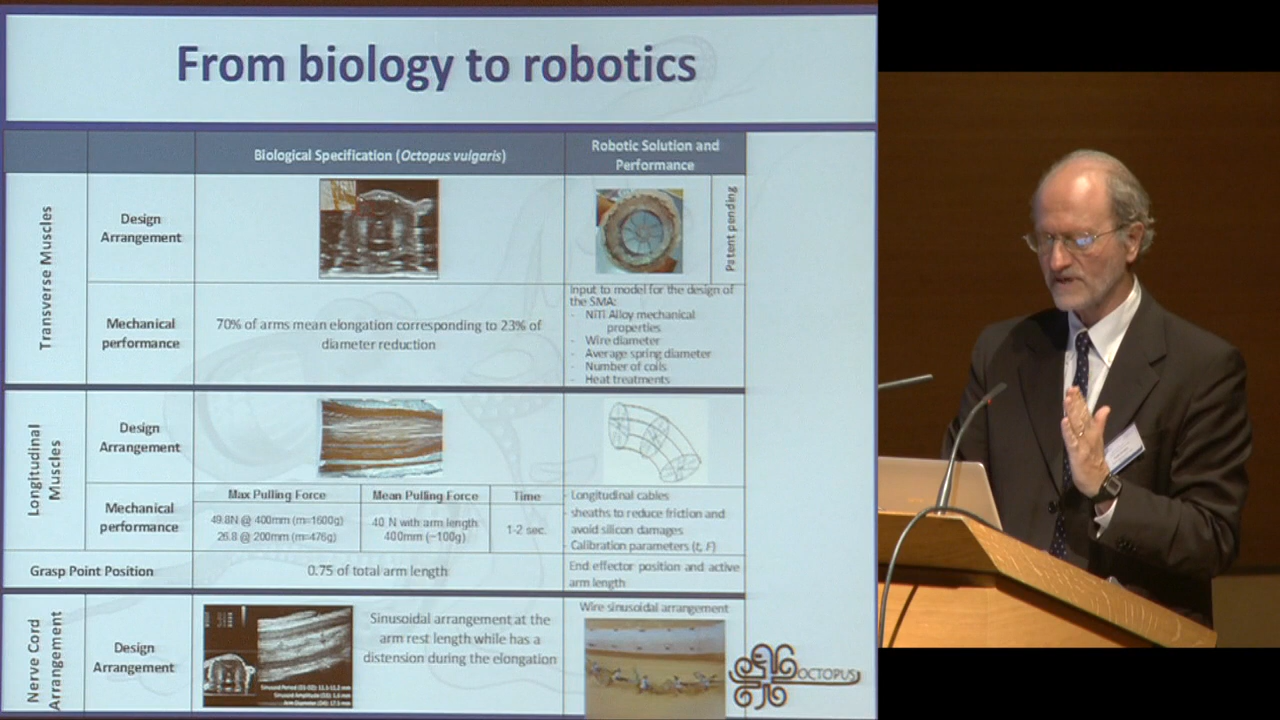 From biology to robotics
Biological Specification (Octopus vulgaris)
Robotic Solution and
Performance
Transverse Muscles
Design
Arrangement
Patent pending
Mechanical
performance
70% of arms mean elongation corresponding to 23% of
diameter reduction
Input to model for the design of
the SMA:
- NiTi Alloy mechanical
properties
- Wire diameter
- Average spring diameter
- Number of coils
- Heat treatments
Longitudinal
Muscles
Design
Arrangement
Mechanical
performance
Max Pulling Force
Mean Pulling Force
Time
49.8N @ 400mm (m=1600g)
26.8 @ 200mm (m=476g)
40 N with arm length
400mm (~100g)
1-2 sec.
- Longitudinal cables
- sheaths to reduce friction and
avoid silicon damages
- Calibration parameters (t, F)
Grasp Point Position
0.75 of total arm length
End effector position and active
arm length
Nerve Cord
Arrangement
Design
Arrangement
Sinusoidal arrangement at the
arm rest length while has a
distension during the elongation
Wire sinusoidal arrangement
OCTOPUS